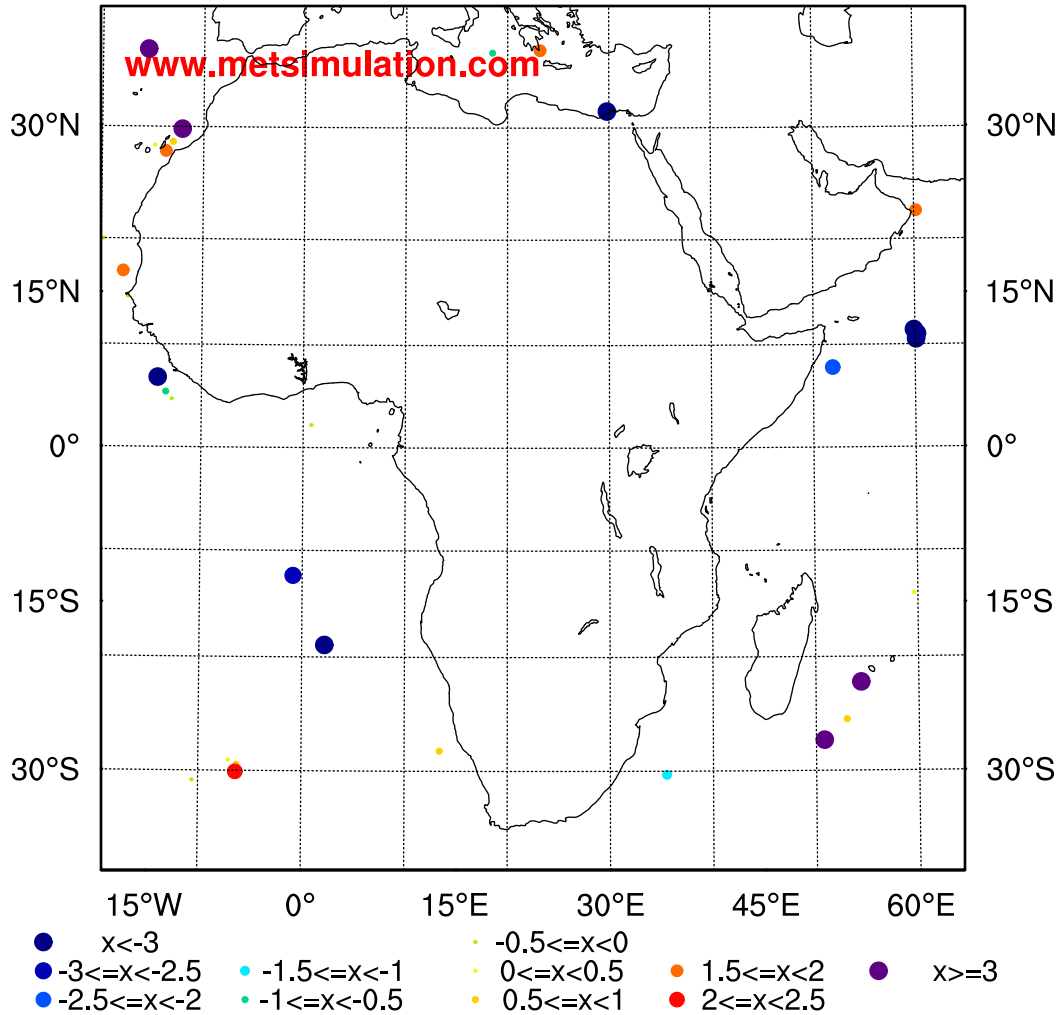 www.metsimulation.com
30°N 30°N
15°N 15°N
0° 0°
15°S 15°S
30°S 30°S
15°W 0° 15°E 30°E 45°E 60°E
x<-3 -0.5<=x<0
-3<=x<-2.5 -1.5<=x<-1 0<=x<0.5 1.5<=x<2 x>=3
-2.5<=x<-2 -1<=x<-0.5 0.5<=x<1 2<=x<2.5